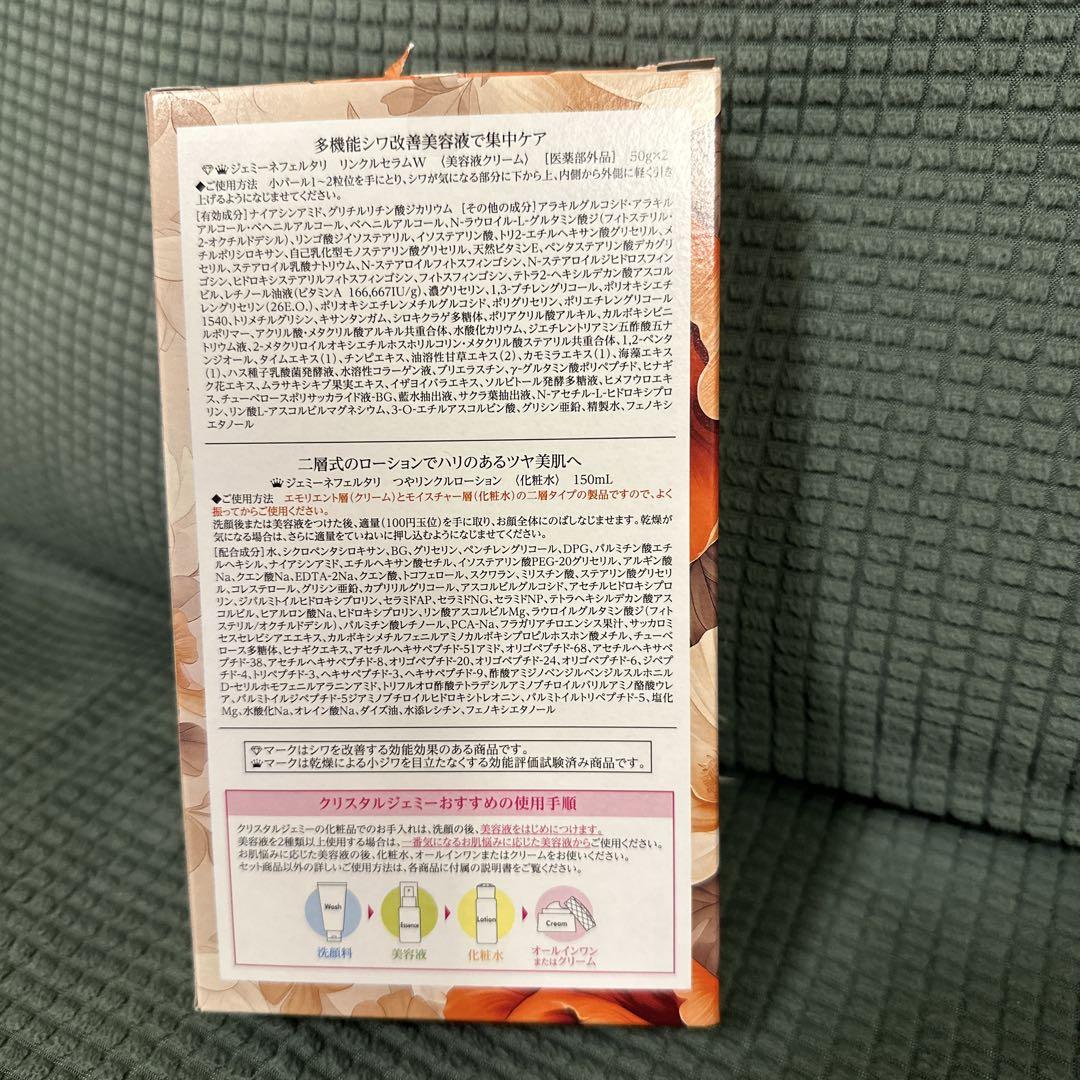 多機能シワ改善美容液で集中ケア
ジェミーネフェルタリ リンクルセラムW 〈美容液クリーム〉 [医薬部外品] 50g×2
◆ご使用方法 小パール1～2粒位を手にとり、シワが気になる部分に下から上、内側から外側に軽く引き
上げるようになじませてください。
[有効成分]ナイアシンアミド、グリチルリチン酸ジカリウム [その他の成分]アラキルグルコシド・アラキル
アルコール・ベヘニルアルコール、ベヘニルアルコール、N-ラウロイル-L-グルタミン酸ジ(フィトステリル・
2-オクチルドデシル)、リンゴ酸ジイソステアリル、イソステアリン酸、トリ2-エチルヘキサン酸グリセリル、メ
チルポリシロキサン、自己乳化型モノステアリン酸グリセリル、天然ビタミンE、ペンタステアリン酸デカグリ
セリル、ステアロイル乳酸ナトリウム、N-ステアロイルフィトスフィンゴシン、N-ステアロイルジヒドロスフィン
ゴシン、ヒドロキシステアリルフィトスフィンゴシン、フィトスフィンゴシン、テトラ2-ヘキシルデカン酸アスコル
ビル、レチノール油液(ビタミンA 166,667IU/g)、濃グリセリン、1,3-ブチレングリコール、ポリオキシエチ
レングリセリン(26E.O.)、ポリオキシエチレンメチルグルコシド、ポリグリセリン、ポリエチレングリコール
1540、トリメチルグリシン、キサンタンガム、シロキクラゲ多糖体、ポリアクリル酸アルキル、カルボキシビニ
ルポリマー、アクリル酸・メタクリル酸アルキル共重合体、水酸化カリウム、ジエチレントリアミン五酢酸五ナ
トリウム液、2-メタクリロイルオキシエチルホスホリルコリン・メタクリル酸ステアリル共重合体、1,2-ペンタ
ンジオール、タイムエキス(1)、チンピエキス、油溶性甘草エキス(2)、カモミラエキス(1)、海藻エキス
(1)、ハス種子乳酸菌発酵液、水溶性コラーゲン液、プリエラスチン、γ-グルタミン酸ポリペプチド、ヒナギ
ク花エキス、ムラサキシキブ果実エキス、イザヨイバラエキス、ソルビトール発酵多糖液、ヒメフウロエキ
ス、チューベロースポリサッカライド液-BG、藍水抽出液、サクラ葉抽出液、N-アセチル-L-ヒドロキシプロ
リン、リン酸L-アスコルビルマグネシウム、3-O-エチルアスコルビン酸、グリシン亜鉛、精製水、フェノキシ
エタノール
二層式のローションでハリのあるツヤ美肌へ
ジェミーネフェルタリ つやリンクルローション 〈化粧水〉 150mL
◆ご使用方法 エモリエント層(クリーム)とモイスチャー層(化粧水)の二層タイプの製品ですので、よく
振ってからご使用ください。
洗顔後または美容液をつけた後、適量(100円玉位)を手に取り、お顔全体にのばしなじませます。乾燥が
気になる場合は、さらに適量をていねいに押し込むようになじませてください。
[配合成分]水、シクロペンタシロキサン、BG、グリセリン、ペンチレングリコール、DPG、パルミチン酸エチ
ルヘキシル、ナイアシンアミド、エチルヘキサン酸セチル、イソステアリン酸PEG-20グリセリル、アルギン酸
Na、クエン酸Na、EDTA-2Na、クエン酸、トコフェロール、スクワラン、ミリスチン酸、ステアリン酸グリセリ
ル、コレステロール、グリシン亜鉛、カプリリルグリコール、アスコルビルグルコシド、アセチルヒドロキシプロ
リン、ジパルミトイルヒドロキシプロリン、セラミドAP、セラミドNG、セラミドNP、テトラヘキシルデカン酸アス
コルビル、ヒアルロン酸Na、ヒドロキシプロリン、リン酸アスコルビルMg、ラウロイルグルタミン酸ジ(フィト
ステリル/オクチルドデシル)、パルミチン酸レチノール、PCA-Na、フラガリアチロエンシス果汁、サッカロミ
セスセレビシアエエキス、カルボキシメチルフェニルアミノカルボキシプロピルホスホン酸メチル、チューベ
ロース多糖体、ヒナギクエキス、アセチルヘキサペプチド-51アミド、オリゴペプチド-68、アセチルヘキサペ
プチド-38、アセチルヘキサペプチド-8、オリゴペプチド-20、オリゴペプチド-24、オリゴペプチド-6、ジペプ
チド-4、トリペプチド-3、ヘキサペプチド-3、ヘキサペプチド-9、酢酸アミジノベンジルベンジルスルホニル
D-セリルホモフェニルアラニンアミド、トリフルオロ酢酸テトラデシルアミノブチロイルバリルアミノ酪酸ウレ
ア、パルミトイルジペプチド-5ジアミノブチロイルヒドロキシトレオニン、パルミトイルトリペプチド-5、塩化
Mg、水酸化Na、オレイン酸Na、ダイズ油、水添レシチン、フェノキシエタノール
マークはシワを改善する効能効果のある商品です。
マークは乾燥による小ジワを目立たなくする効能評価試験済み商品です。
クリスタルジェミーおすすめの使用手順
クリスタルジェミーの化粧品でのお手入れは、洗顔の後、美容液をはじめにつけます。
美容液を2種類以上使用する場合は、一番気になるお肌悩みに応じた美容液からご使用ください。
お肌悩みに応じた美容液の後、化粧水、オールインワンまたはクリームをお使いください。
セット商品以外の詳しいご使用方法は、各商品に付属の説明書をご覧ください。
Wash Essence Lotion Cream
洗顔料 美容液 化粧水 オールインワン
またはクリーム